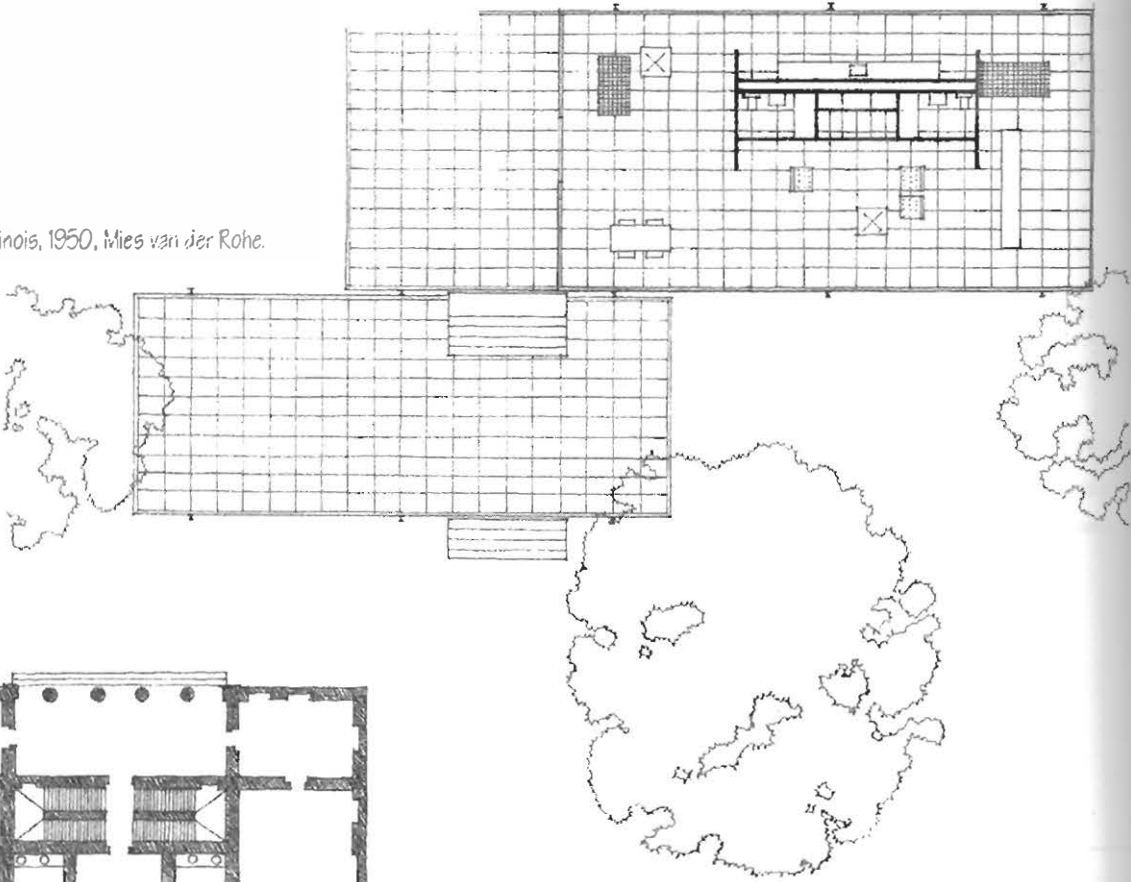 inois, 1950, Mies van der Rohe.